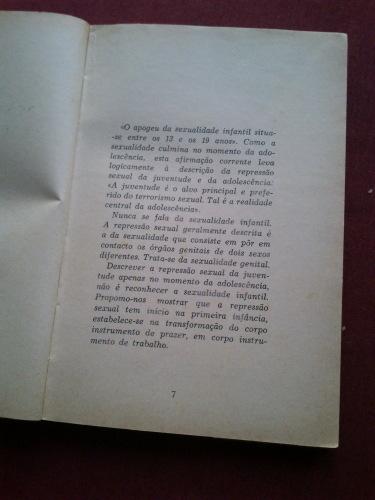 «O apogeu da sexualidade infantil situa-
-se entre os 13 e os 19 anos». Como a
sexualidade culmina no momento da ado-
lescência, esta afirmação corrente leva
logicamente à descrição da repressão
sexual da juventude e da adolescência:
«A juventude é o alvo principal e prefe-
rido do terrorismo sexual. Tal é a realidade
central da adolescência».
Nunca se fala da sexualidade infantil.
A repressão sexual geralmente descrita é
a da sexualidade que consiste em pôr em
contacto os órgãos genitais de dois sexos
diferentes. Trata-se da sexualidade genital.
Descrever a repressão sexual da juven-
tude apenas no momento da adolescência,
é não reconhecer a sexualidade infantil.
Propomo-nos mostrar que a repressão
sexual tem início na primeira infância,
estabelece-se na transformação do corpo
instrumento de prazer, em corpo instru-
mento de trabalho.
7